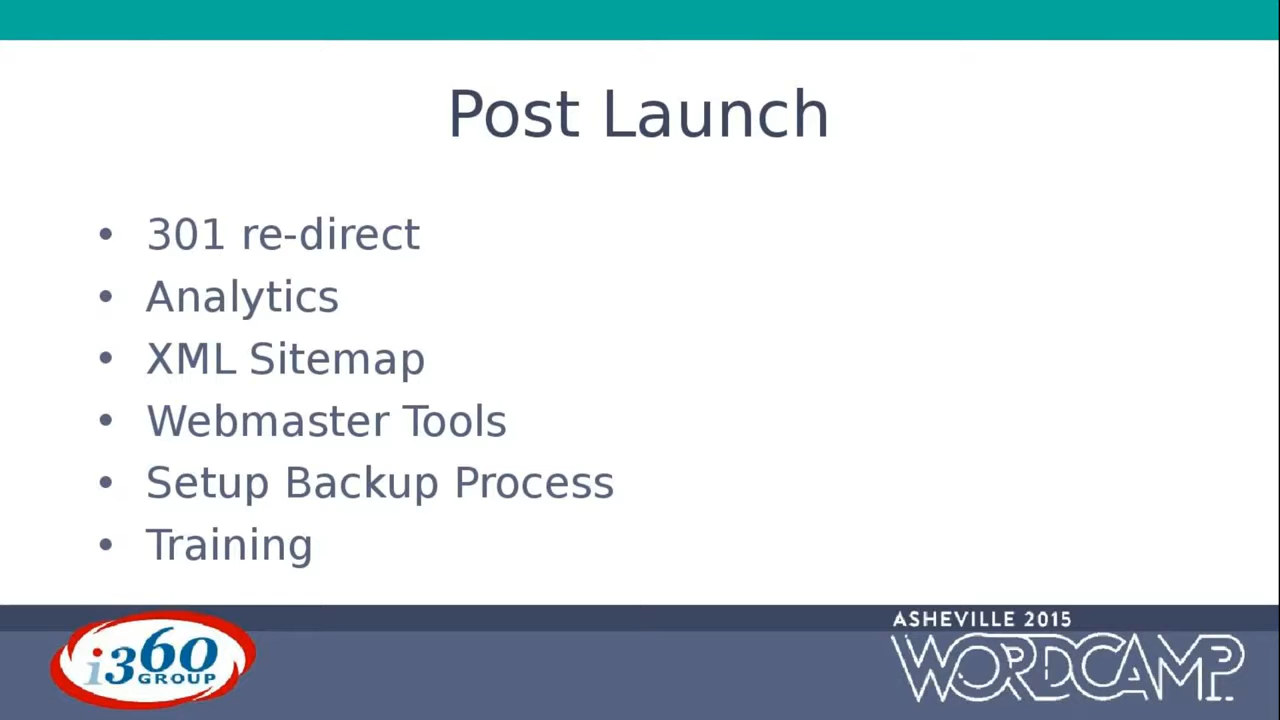 Post Launch
• 301 re-direct
• Analytics
• XML Sitemap
• Webmaster Tools
• Setup Backup Process
• Training
i360
GROUP
ASHEVILLE 2015
WORDCAMP